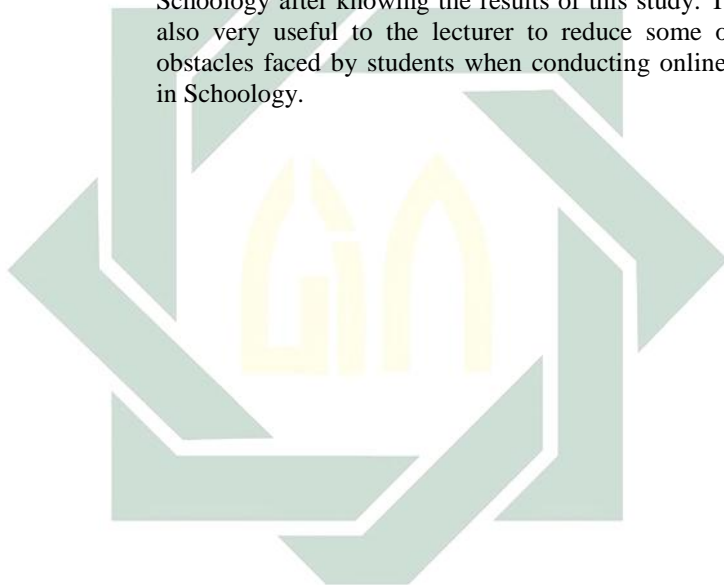 Schoology after knowing the results of this study. T
also very useful to the lecturer to reduce some o
obstacles faced by students when conducting online
in Schoology.